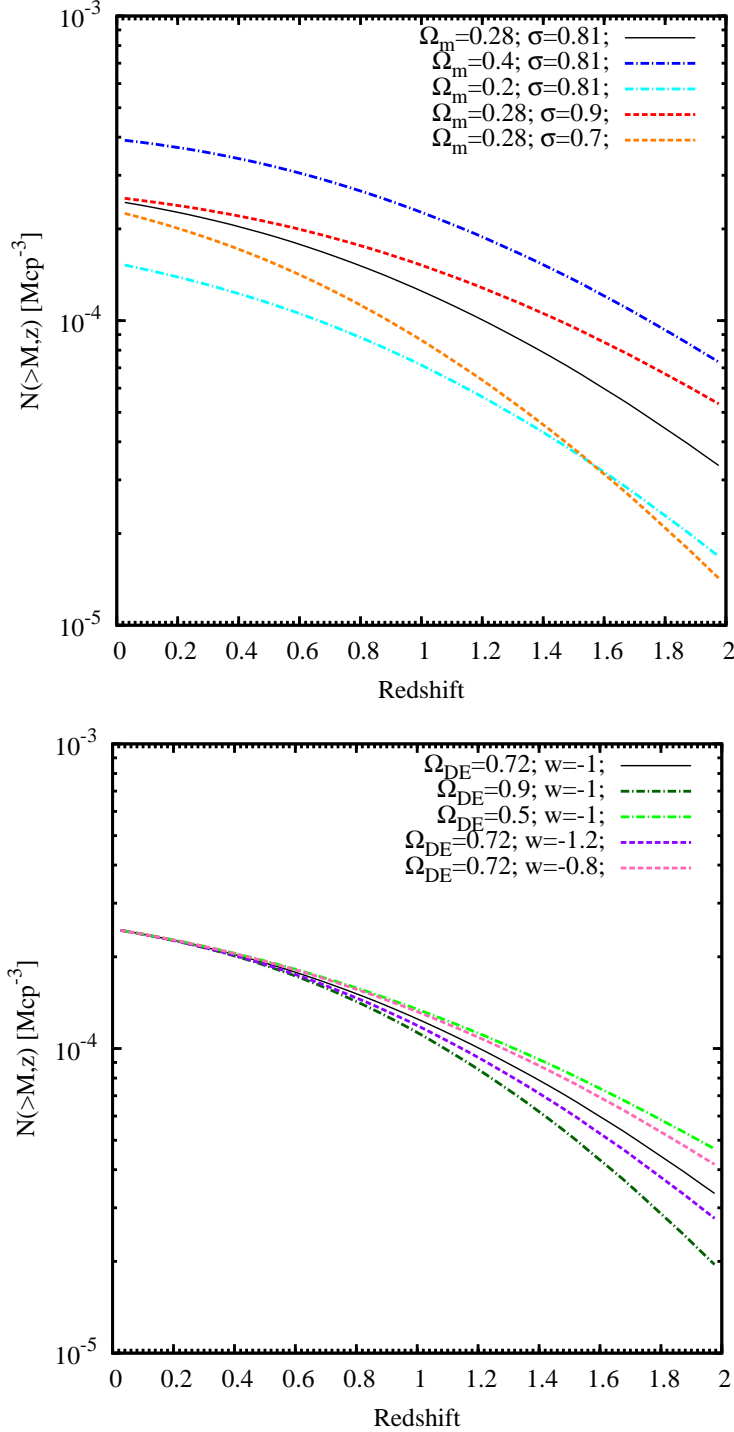 10-3
Ωm=0.28; σ=0.81;
Ωm=0.4; σ=0.81;
Ωm=0.2; σ=0.81;
Ωm=0.28; σ=0.9;
Ωm=0.28; σ=0.7;
N(>M,z) [Mcp-3)
10-4
10-5
0 0.2 0.4 0.6 0.8 1 1.2 1.4 1.6 1.8 2
Redshift
10-3
ΩDE=0.72; w=-1;
ΩDE=0.9; w=-1;
ΩDE=0.5; w=-1;
ΩDE=0.72; w=-1.2;
ΩDE=0.72; w=-0.8;
N(>M,z) [Mcp-3)
10-4
10-5
0 0.2 0.4 0.6 0.8 1 1.2 1.4 1.6 1.8 2
Redshift